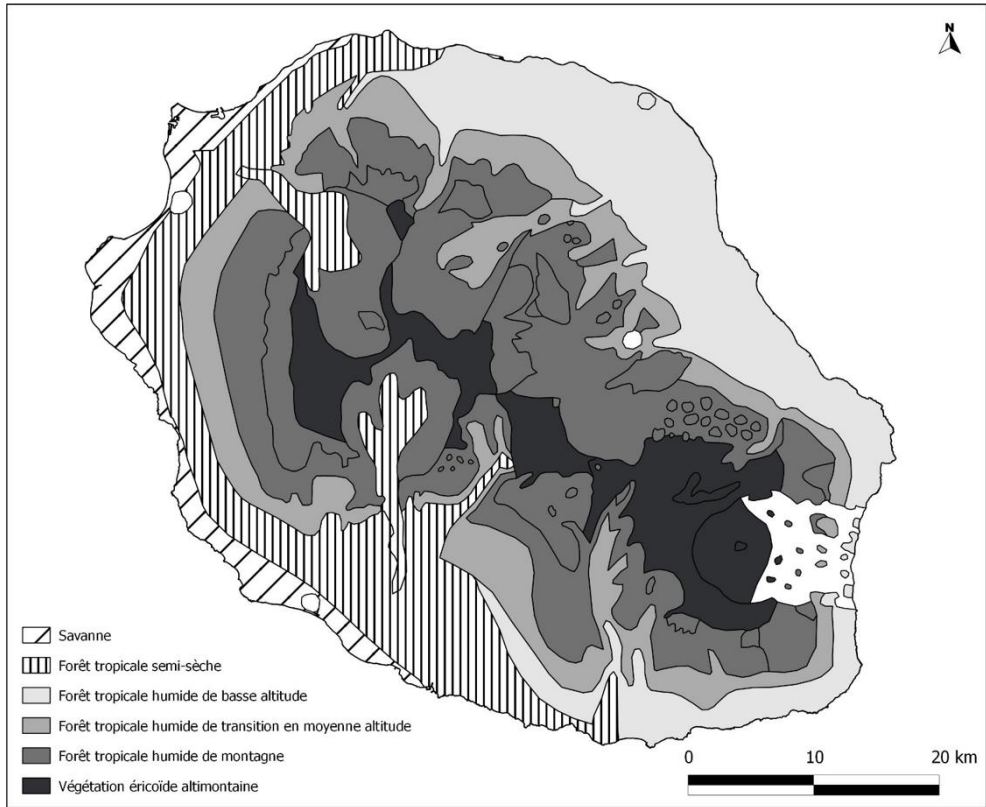 N
Savanne
Forêt tropicale semi-sèche
Forêt tropicale humide de basse altitude
Forêt tropicale humide de transition en moyenne altitude
Forêt tropicale humide de montagne
Végétation éricoïde altimontaine
0 10 20 km